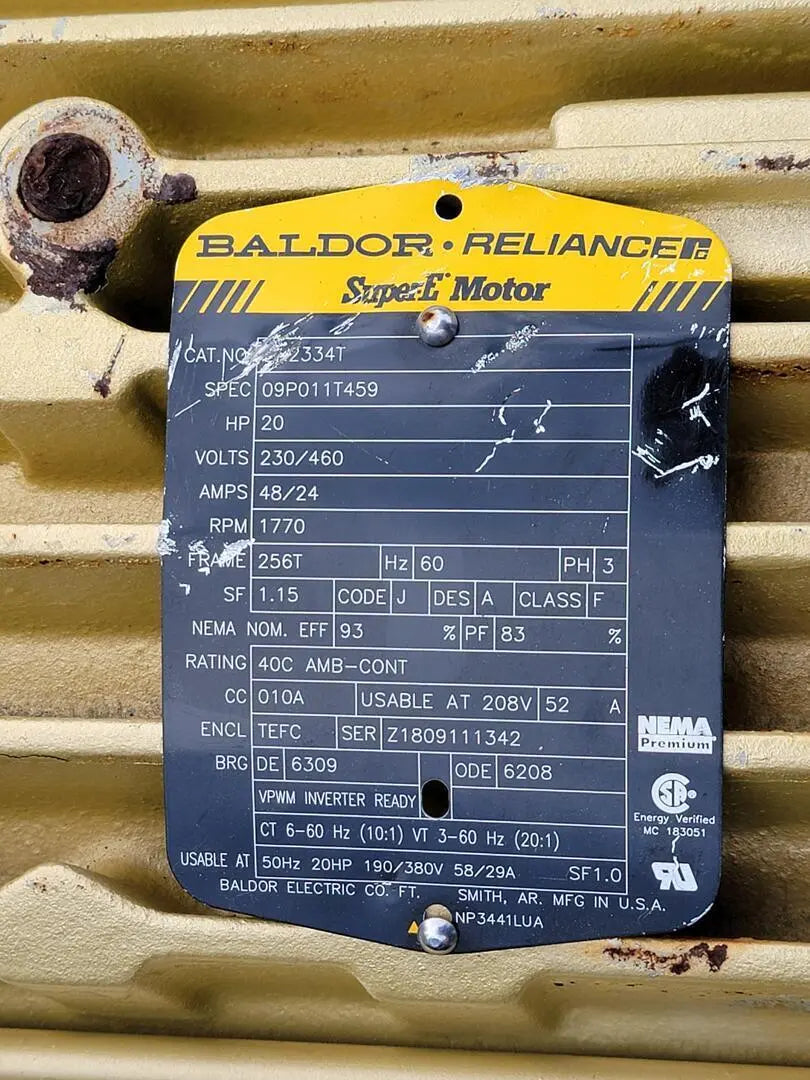 BALDOR · RELIANCE
SuperE Motor
CAT.NO 2334T
SPEC 09P011T459
HP 20
VOLTS 230/460
AMPS 48/24
RPM 1770
FRAME 256T Hz 60 PH 3
SF 1.15 CODE J DES A CLASS F
NEMA NOM. EFF 93 % PF 83 %
RATING 40C AMB-CONT
CC 010A USABLE AT 208V 52 A
ENCL TEFC SER Z1809111342
BRG DE 6309 ODE 6208
VPWM INVERTER READY
CT 6-60 Hz (10:1) VT 3-60 Hz (20:1)
USABLE AT 50Hz 20HP 190/380V 58/29A SF1.0
BALDOR ELECTRIC CO. FT. SMITH, AR. MFG IN U.S.A.
NP3441LUA
NEMA
Premium
Energy Verified
MC 183051